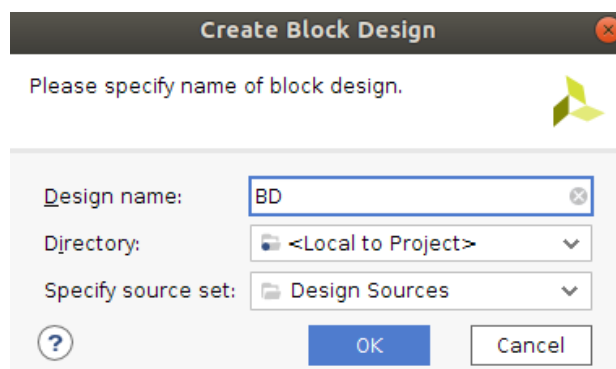 Create Block Design
Please specify name of block design.
Design name: BD
Directory: <Local to Project>
Specify source set: Design Sources
? OK Cancel